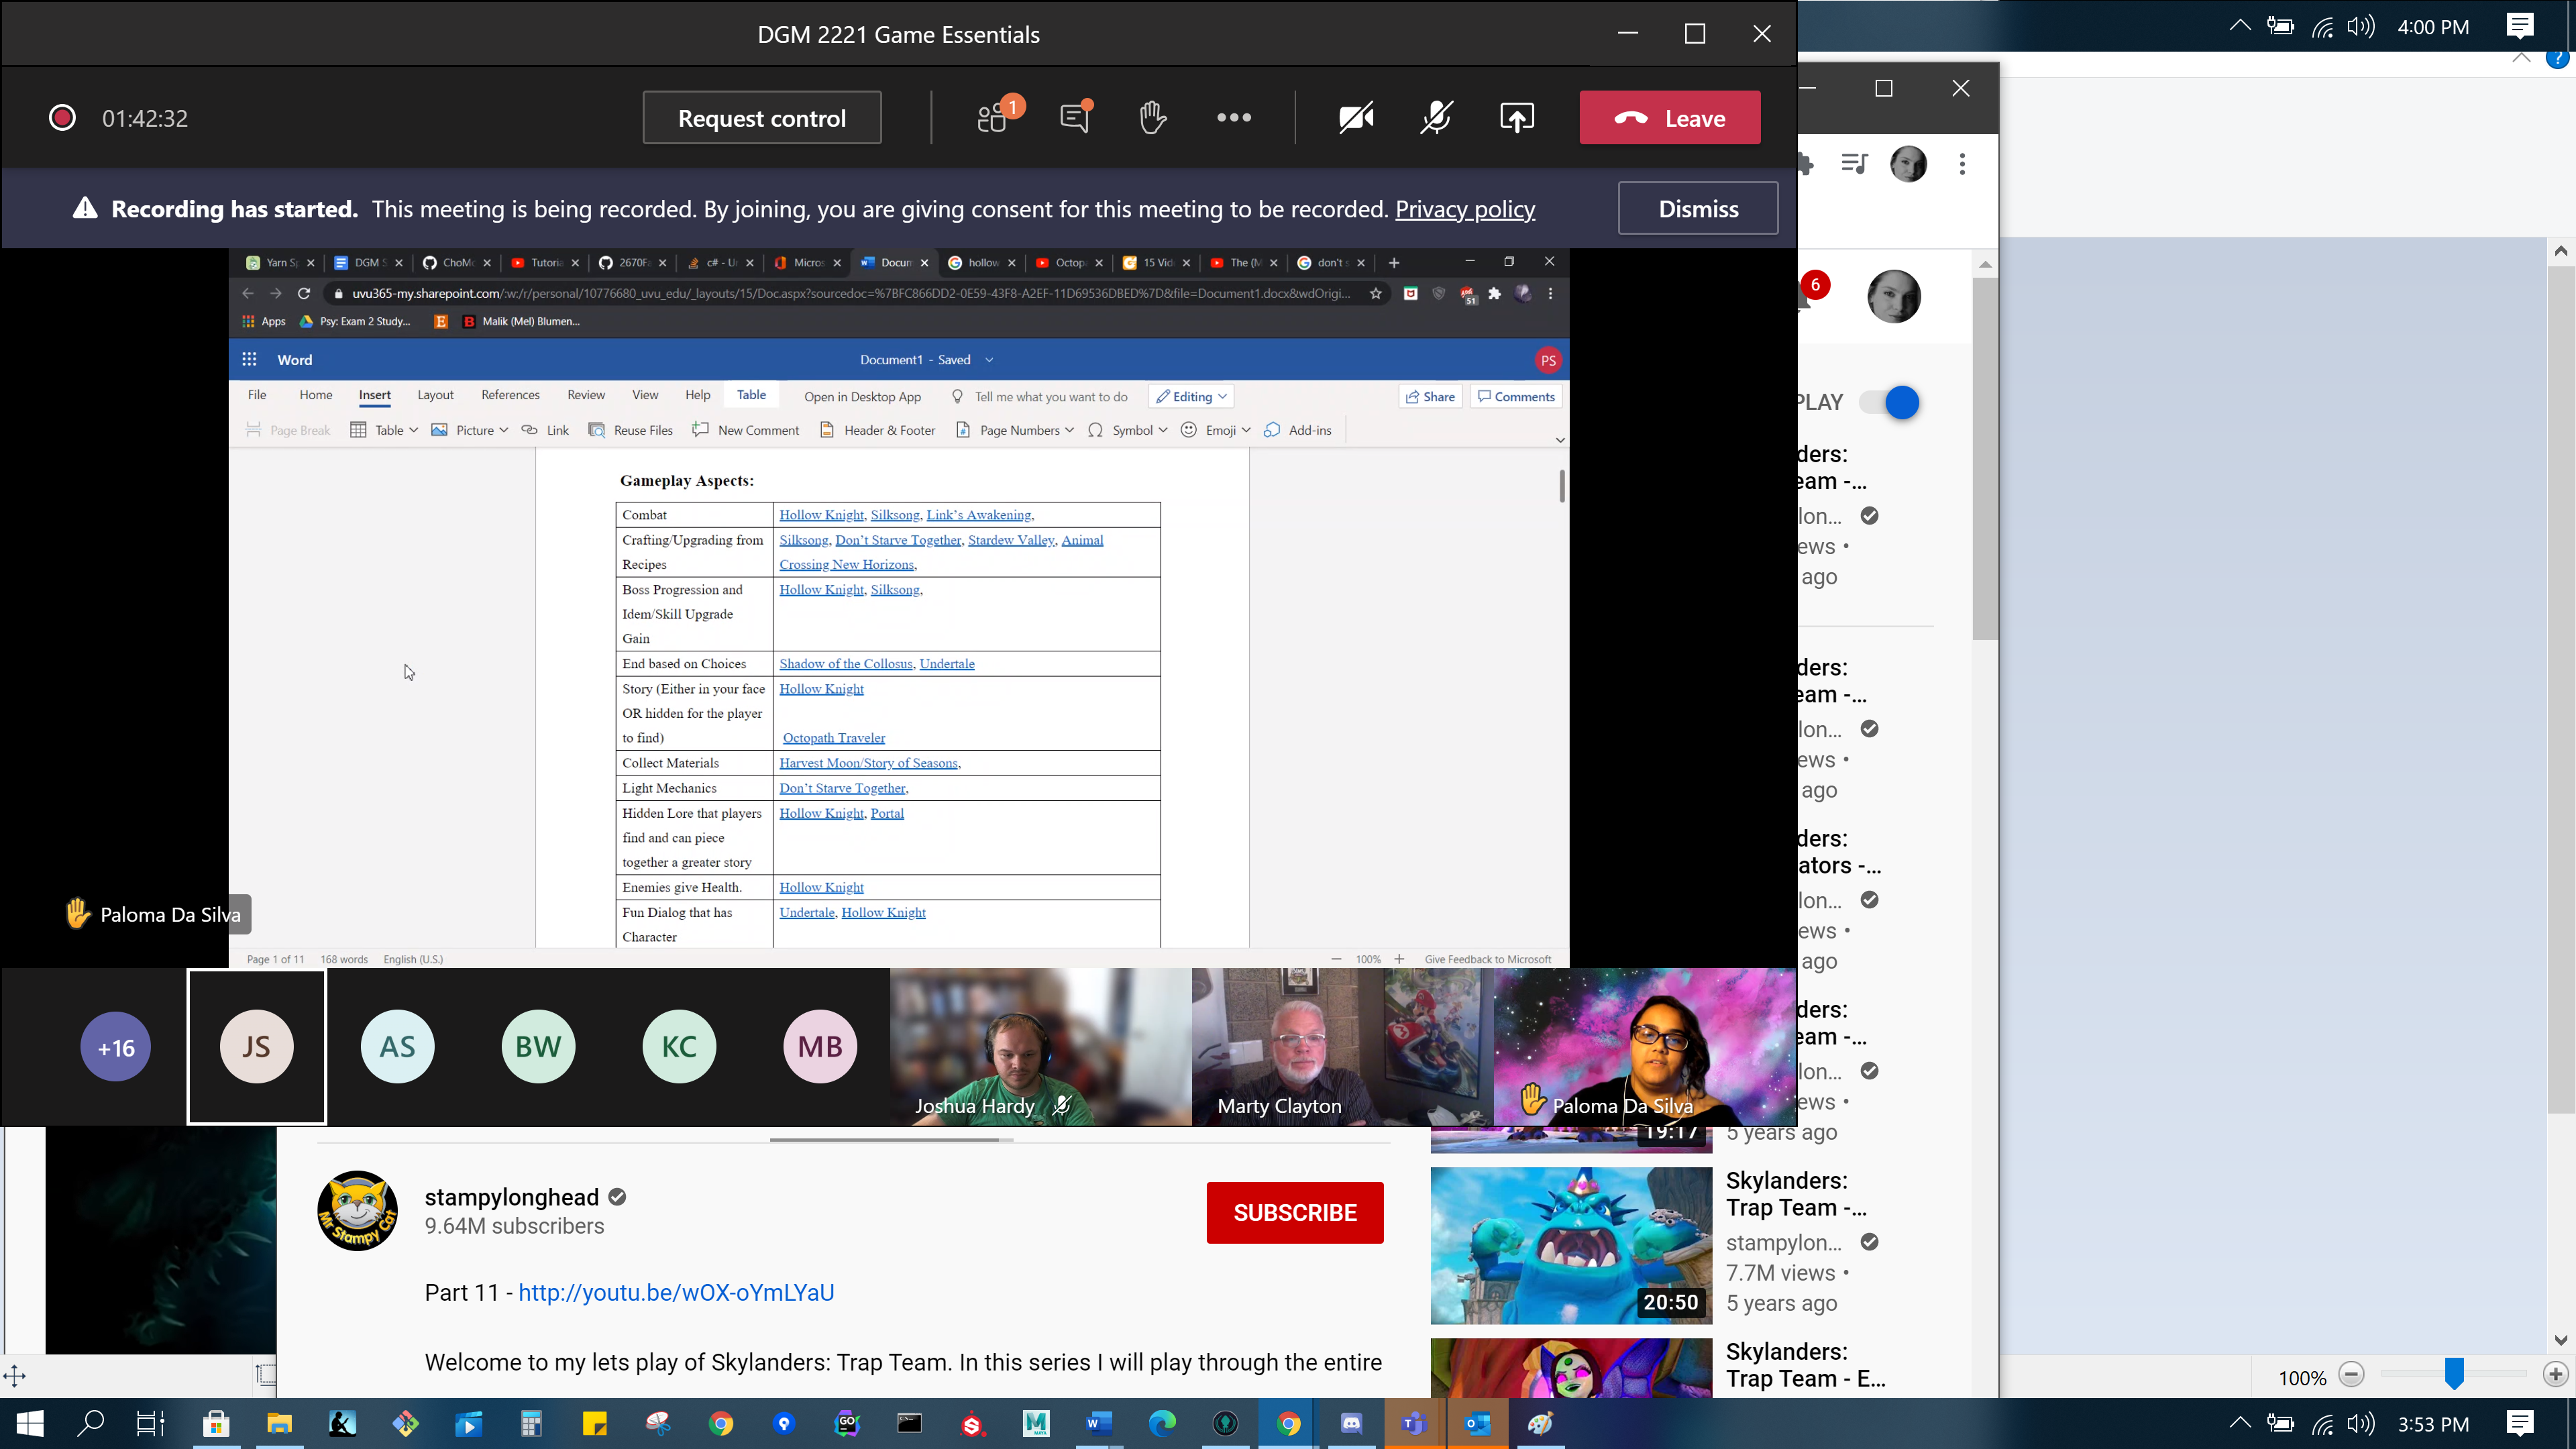 DGM 2221 Game Essentials
4:00 PM
01:42:32
Request control
1
Leave
Recording has started. This meeting is being recorded. By joining, you are giving consent for this meeting to be recorded. Privacy policy
Dismiss
Yarn Sp
DGM S
ChoMo
Tutoria
2670Fa
c# - Ur
Micros
Docum
hollow
Octopa
15 Vid
The (M
don't s
uvu365-my.sharepoint.com/:w:/r/personal/10776680_uvu_edu/_layouts/15/Doc.aspx?sourcedoc=%7BFC866DD2-0E59-43F8-A2EF-11D69536DBED%7D&file=Document1.docx&wdOrigi...
51
Apps
Psy: Exam 2 Study...
Malik (Mel) Blumen...
Word
Document1 - Saved
PS
File Home Insert Layout References Review View Help Table Open in Desktop App Tell me what you want to do Editing Share Comments
Page Break Table Picture Link Reuse Files New Comment Header & Footer Page Numbers Symbol Emoji Add-ins
Gameplay Aspects:
Combat
Hollow Knight, Silksong, Link's Awakening,
Crafting/Upgrading from
Recipes
Silksong, Don't Starve Together, Stardew Valley, Animal
Crossing New Horizons,
Boss Progression and
Idem/Skill Upgrade
Gain
Hollow Knight, Silksong,
End based on Choices
Shadow of the Collosus, Undertale
Story (Either in your face
OR hidden for the player
to find)
Hollow Knight
Octopath Traveler
Collect Materials
Harvest Moon/Story of Seasons,
Light Mechanics
Don't Starve Together,
Hidden Lore that players
find and can piece
together a greater story
Hollow Knight, Portal
Enemies give Health.
Hollow Knight
Fun Dialog that has
Character
Undertale, Hollow Knight
Page 1 of 11 168 words English (U.S.)
100% Give Feedback to Microsoft
Paloma Da Silva
+16
JS
AS
BW
KC
MB
Joshua Hardy
Marty Clayton
Paloma Da Silva
6
PLAY
ders:
eam -...
lon...
ews •
ago
ders:
eam -...
lon...
ews •
ago
ders:
ators -...
lon...
ews •
ago
ders:
eam -...
lon...
ews •
19:17
5 years ago
Mr Stampy Cat
stampylonghead
9.64M subscribers
SUBSCRIBE
Part 11 - http://youtu.be/wOX-oYmLYaU
Welcome to my lets play of Skylanders: Trap Team. In this series I will play through the entire
20:50
Skylanders:
Trap Team -...
stampylon...
7.7M views •
5 years ago
Skylanders:
Trap Team - E...
100%
GO
MAYA
3:53 PM